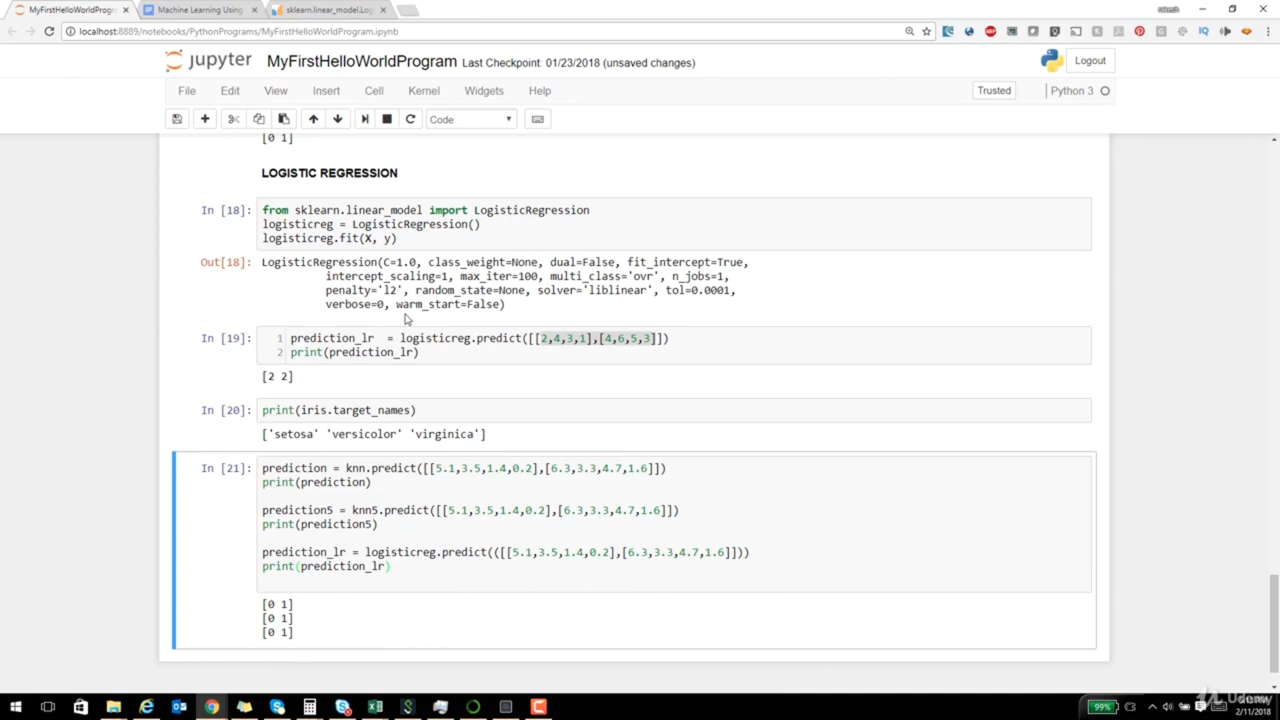 MyFirstHelloWorldProgr
Machine Learning Using
sklearn.linear_model.Log
rakesh
localhost:8889/notebooks/PythonPrograms/MyFirstHelloWorldProgram.ipynb
jupyter MyFirstHelloWorldProgram Last Checkpoint: 01/23/2018 (unsaved changes)
Logout
File Edit View Insert Cell Kernel Widgets Help
Trusted
Python 3
Code
[0 1]
LOGISTIC REGRESSION
In [18]: from sklearn.linear_model import LogisticRegression
logisticreg = LogisticRegression()
logisticreg.fit(X, y)
Out[18]: LogisticRegression(C=1.0, class_weight=None, dual=False, fit_intercept=True,
intercept_scaling=1, max_iter=100, multi_class='ovr', n_jobs=1,
penalty='l2', random_state=None, solver='liblinear', tol=0.0001,
verbose=0, warm_start=False)
In [19]: 1 prediction_lr = logisticreg.predict([[2,4,3,1],[4,6,5,3]])
2 print(prediction_lr)
[2 2]
In [20]: print(iris.target_names)
['setosa' 'versicolor' 'virginica']
In [21]: prediction = knn.predict([[5.1,3.5,1.4,0.2],[6.3,3.3,4.7,1.6]])
print(prediction)
prediction5 = knn5.predict([[5.1,3.5,1.4,0.2],[6.3,3.3,4.7,1.6]])
print(prediction5)
prediction_lr = logisticreg.predict(([[5.1,3.5,1.4,0.2],[6.3,3.3,4.7,1.6]]))
print(prediction_lr)
[0 1]
[0 1]
[0 1]
99%
2/11/2018
Udemy